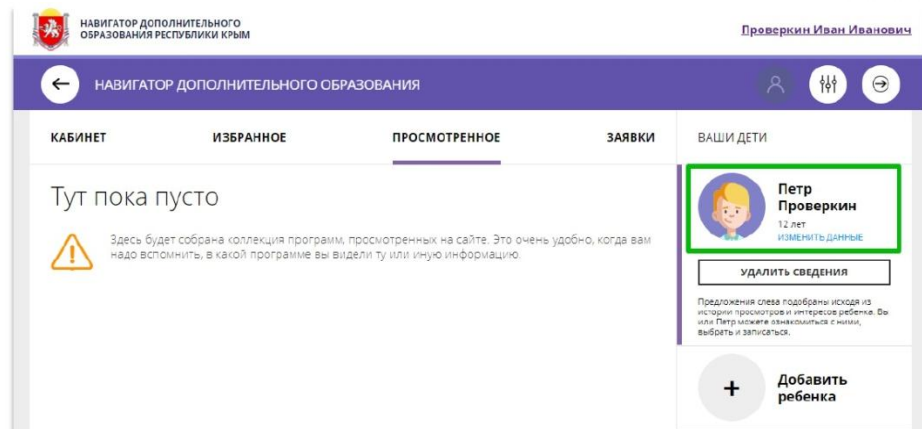 НАВИГАТОР ДОПОЛНИТЕЛЬНОГО
ОБРАЗОВАНИЯ РЕСПУБЛИКИ КРЫМ
Проверкин Иван Иванович
НАВИГАТОР ДОПОЛНИТЕЛЬНОГО ОБРАЗОВАНИЯ
КАБИНЕТ
ИЗБРАННОЕ
ПРОСМОТРЕННОЕ
ЗАЯВКИ
Тут пока пусто
Здесь будет собрана коллекция программ, просмотренных на сайте. Это очень удобно, когда вам
надо вспомнить, в какой программе вы видели ту или иную информацию.
ВАШИ ДЕТИ
Петр
Проверкин
12 лет
ИЗМЕНИТЬ ДАННЫЕ
УДАЛИТЬ СВЕДЕНИЯ
Предложения слева подобраны исходя из
истории просмотров и интересов ребенка. Вы
или Петр можете ознакомиться с ними,
выбрать и записаться.
+
Добавить
ребенка